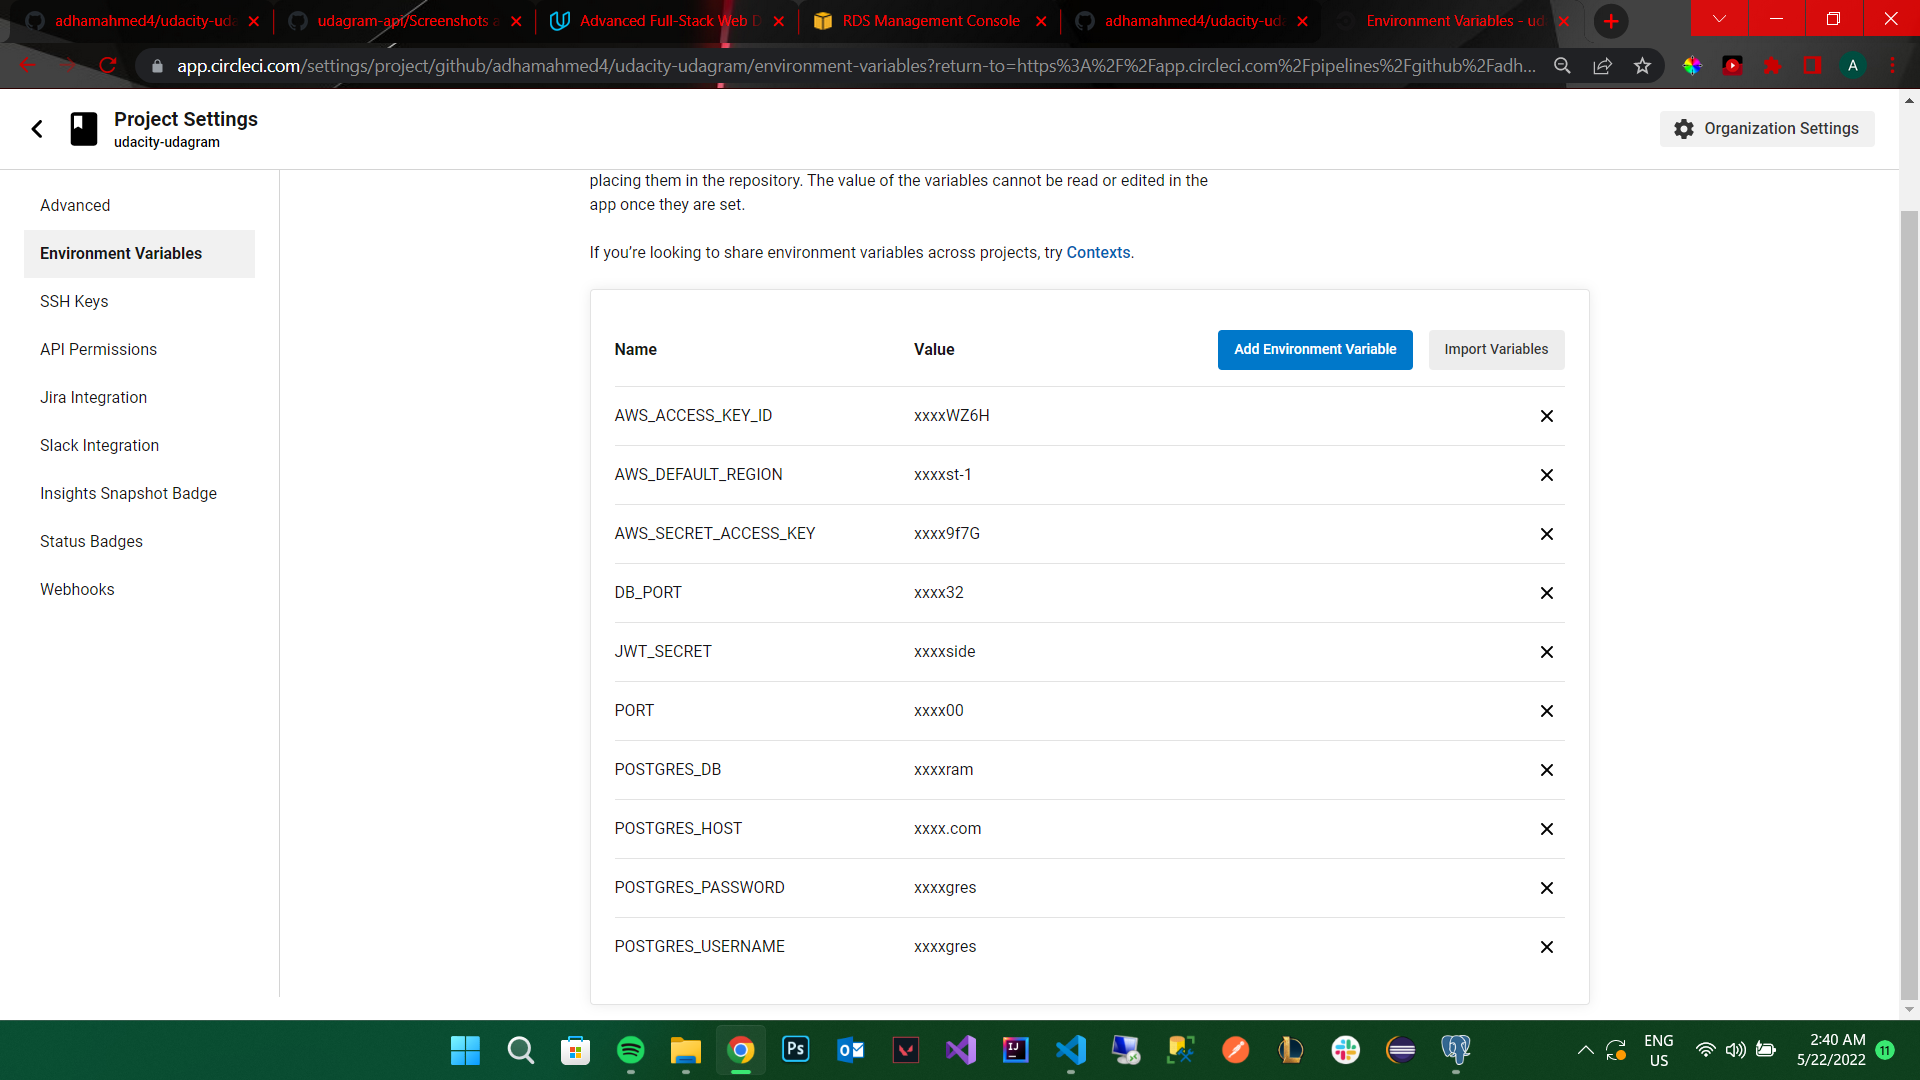 adhamahmed4/udacity-uda
udagram-api/Screenshots a
Advanced Full-Stack Web D
RDS Management Console
adhamahmed4/udacity-uda
Environment Variables - ud
app.circleci.com/settings/project/github/adhamahmed4/udacity-udagram/environment-variables?return-to=https%3A%2F%2Fapp.circleci.com%2Fpipelines%2Fgithub%2Fadh...
A
Project Settings
udacity-udagram
Organization Settings
Advanced
Environment Variables
SSH Keys
API Permissions
Jira Integration
Slack Integration
Insights Snapshot Badge
Status Badges
Webhooks
placing them in the repository. The value of the variables cannot be read or edited in the
app once they are set.
If you’re looking to share environment variables across projects, try Contexts.
Name Value Add Environment Variable Import Variables
AWS_ACCESS_KEY_ID xxxxWZ6H
AWS_DEFAULT_REGION xxxxst-1
AWS_SECRET_ACCESS_KEY xxxx9f7G
DB_PORT xxxx32
JWT_SECRET xxxxside
PORT xxxx00
POSTGRES_DB xxxxram
POSTGRES_HOST xxxx.com
POSTGRES_PASSWORD xxxxgres
POSTGRES_USERNAME xxxxgres
Ps
IJ
ENG
US
2:40 AM
5/22/2022
11